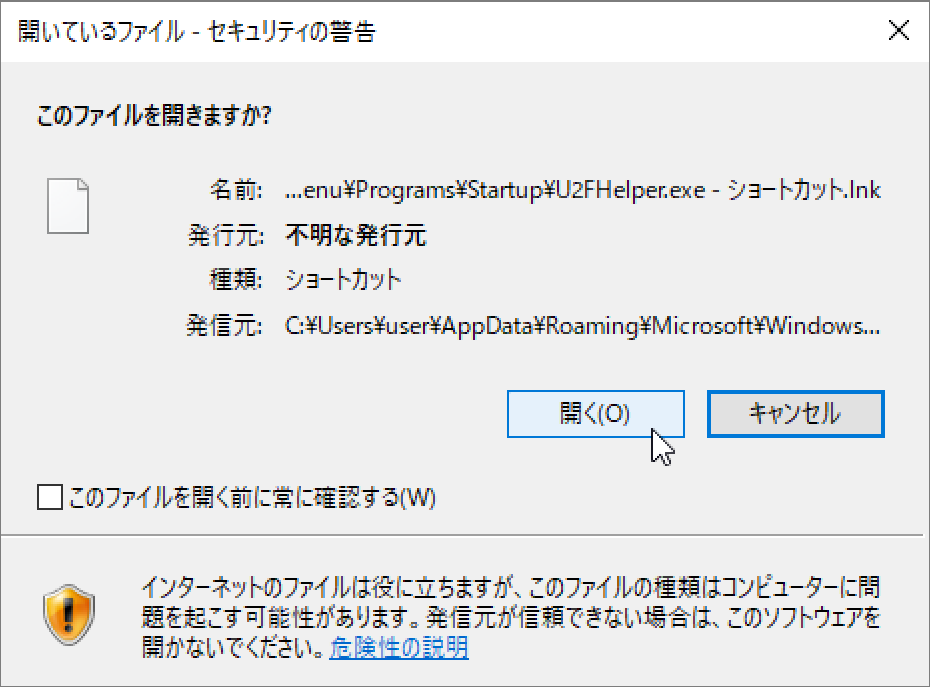 開いているファイル - セキュリティの警告
このファイルを開きますか?
名前: ...enu¥Programs¥Startup¥U2FHelper.exe - ショートカット.lnk
発行元: 不明な発行元
種類: ショートカット
発信元: C:¥Users¥user¥AppData¥Roaming¥Microsoft¥Windows...
開く(O) キャンセル
このファイルを開く前に常に確認する(W)
インターネットのファイルは役に立ちますが、このファイルの種類はコンピューターに問
題を起こす可能性があります。発信元が信頼できない場合は、このソフトウェアを
開かないでください。危険性の説明